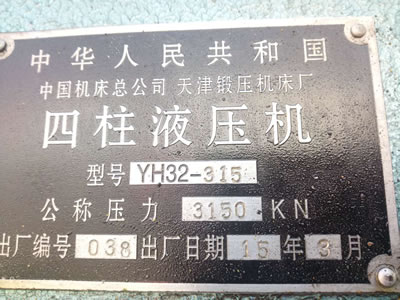 中华人民共和国
中国机床总公司 天津锻压机床厂
四柱液压机
型号 YH32-315
公称压力 3150 KN
出厂编号 038 出厂日期 15 年 3 月